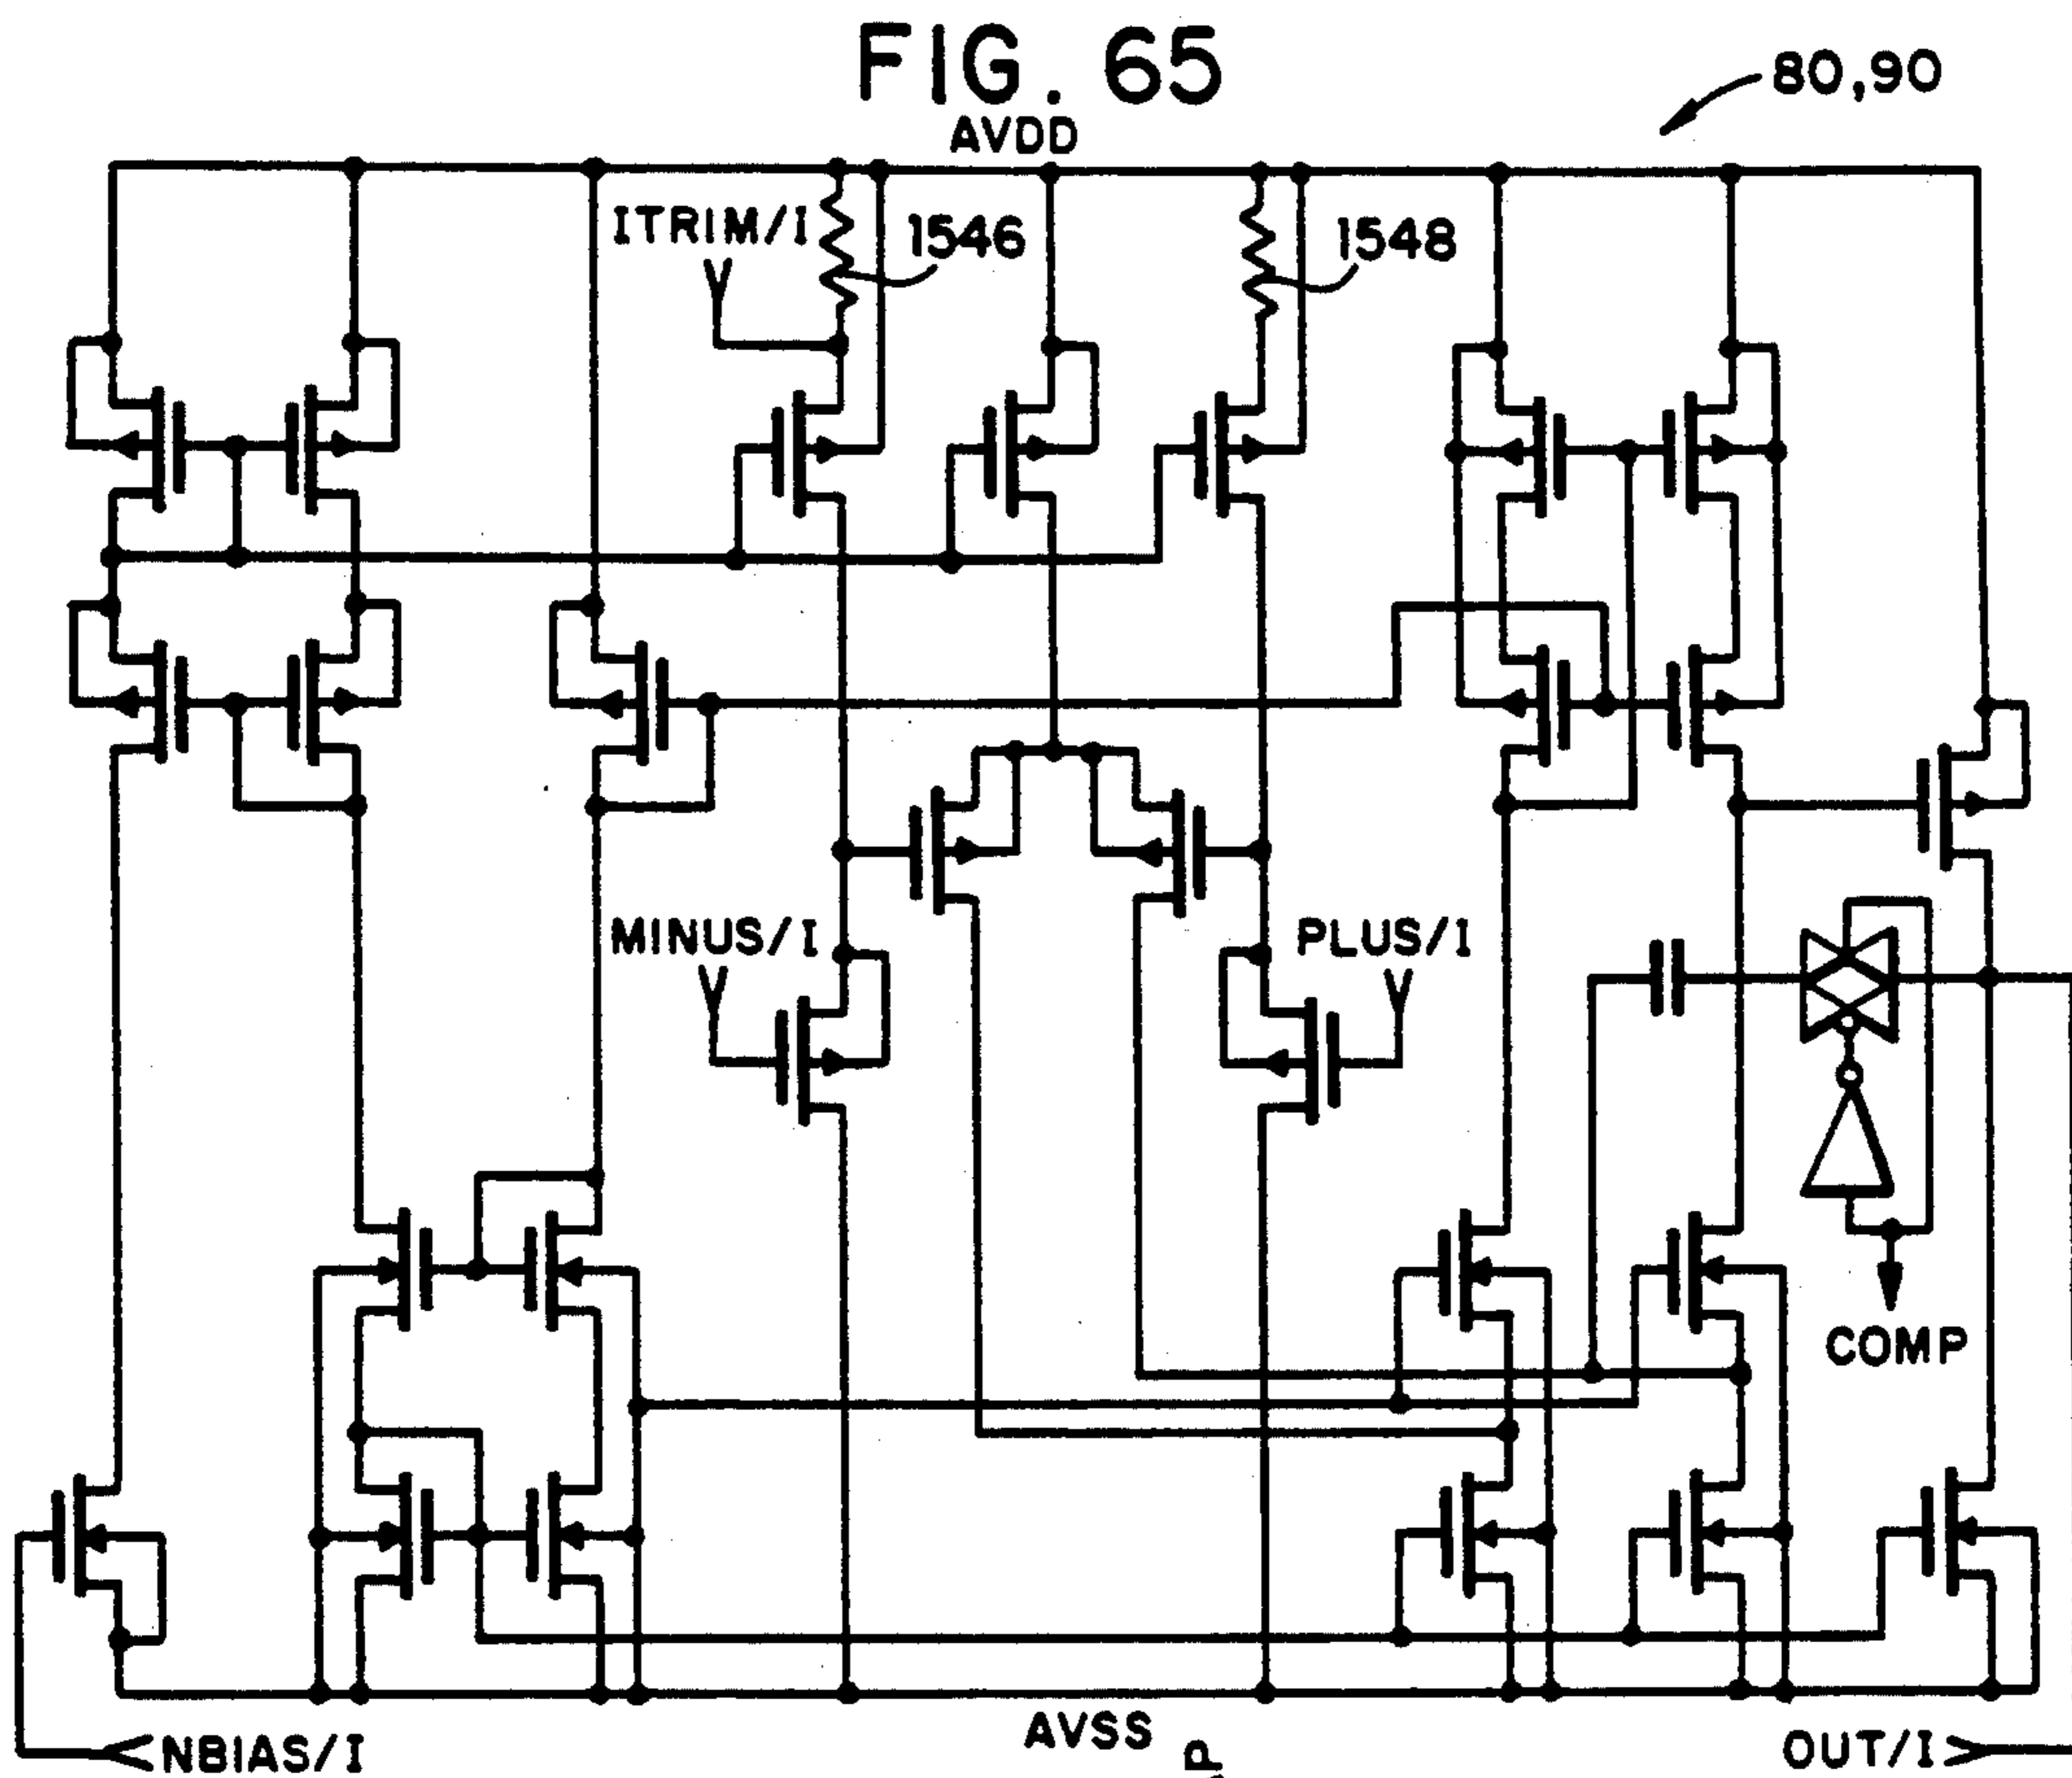 FIG. 65
80,90
AVDD
ITRIM/I
1546
1548
MINUS/I
PLUS/I
COMP
AVSS
NBIAS/I
OUT/I
P